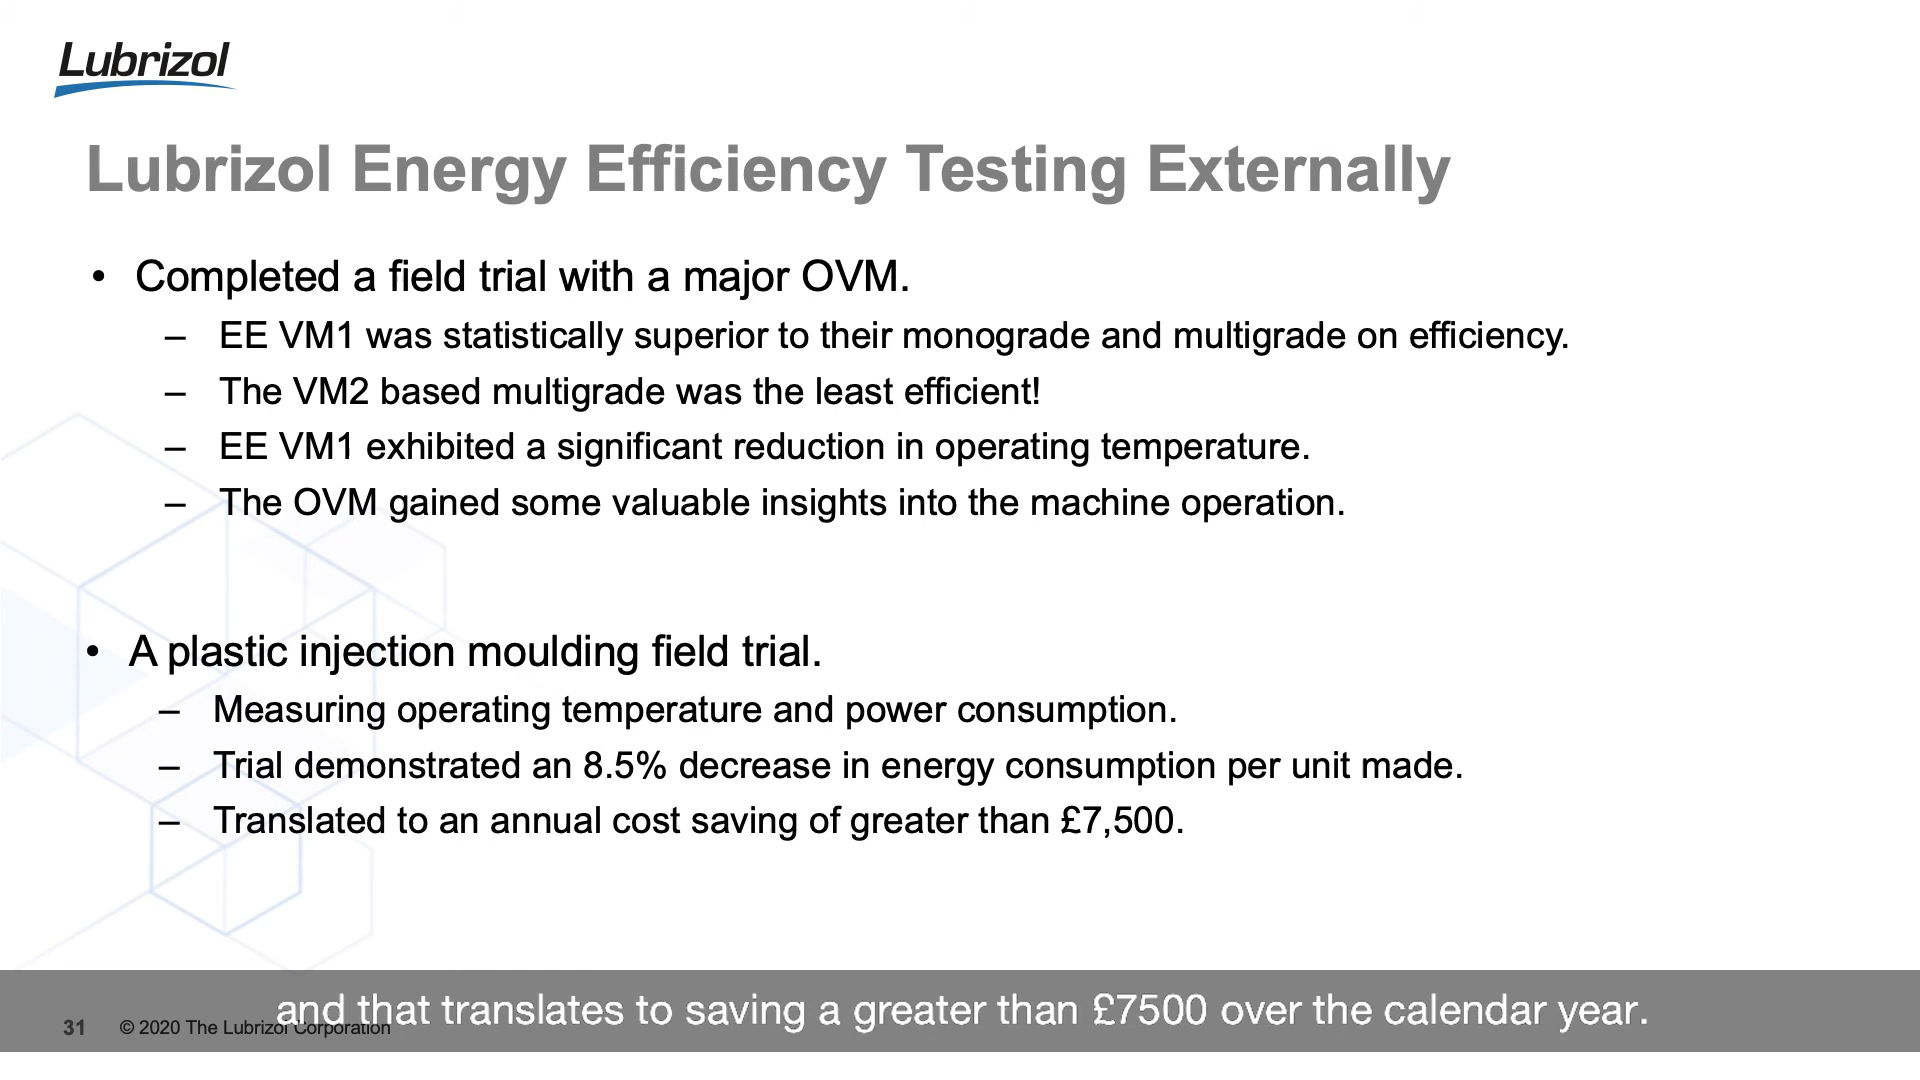 Lubrizol
Lubrizol Energy Efficiency Testing Externally
• Completed a field trial with a major OVM.
– EE VM1 was statistically superior to their monograde and multigrade on efficiency.
– The VM2 based multigrade was the least efficient!
– EE VM1 exhibited a significant reduction in operating temperature.
– The OVM gained some valuable insights into the machine operation.
• A plastic injection moulding field trial.
– Measuring operating temperature and power consumption.
– Trial demonstrated an 8.5% decrease in energy consumption per unit made.
– Translated to an annual cost saving of greater than £7,500.
and that translates to saving a greater than £7500 over the calendar year.
31 © 2020 The Lubrizol Corporation